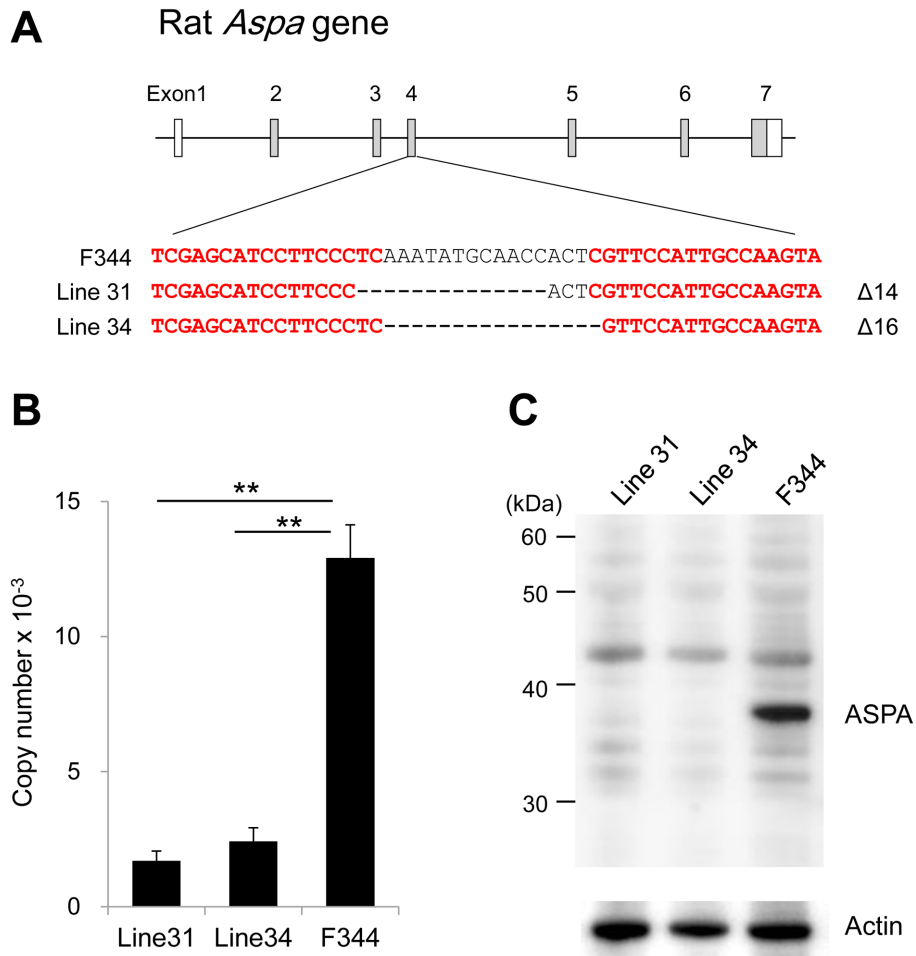 A
Rat Aspa gene
Exon1 2 3 4 5 6 7
F344 TCGAGCATCCTTCCCTCAAATATGCAACCACTCGTTCCATTGCCAAGTA
Line 31 TCGAGCATCCTTCCC--------------ACTCGTTCCATTGCCAAGTA Δ14
Line 34 TCGAGCATCCTTCCCTC----------------GTTCCATTGCCAAGTA Δ16
B
Copy number x 10-3
15
10
5
0
**
**
Line31 Line34 F344
C
Line 31 Line 34 F344
(kDa)
60
50
40
30
ASPA
Actin